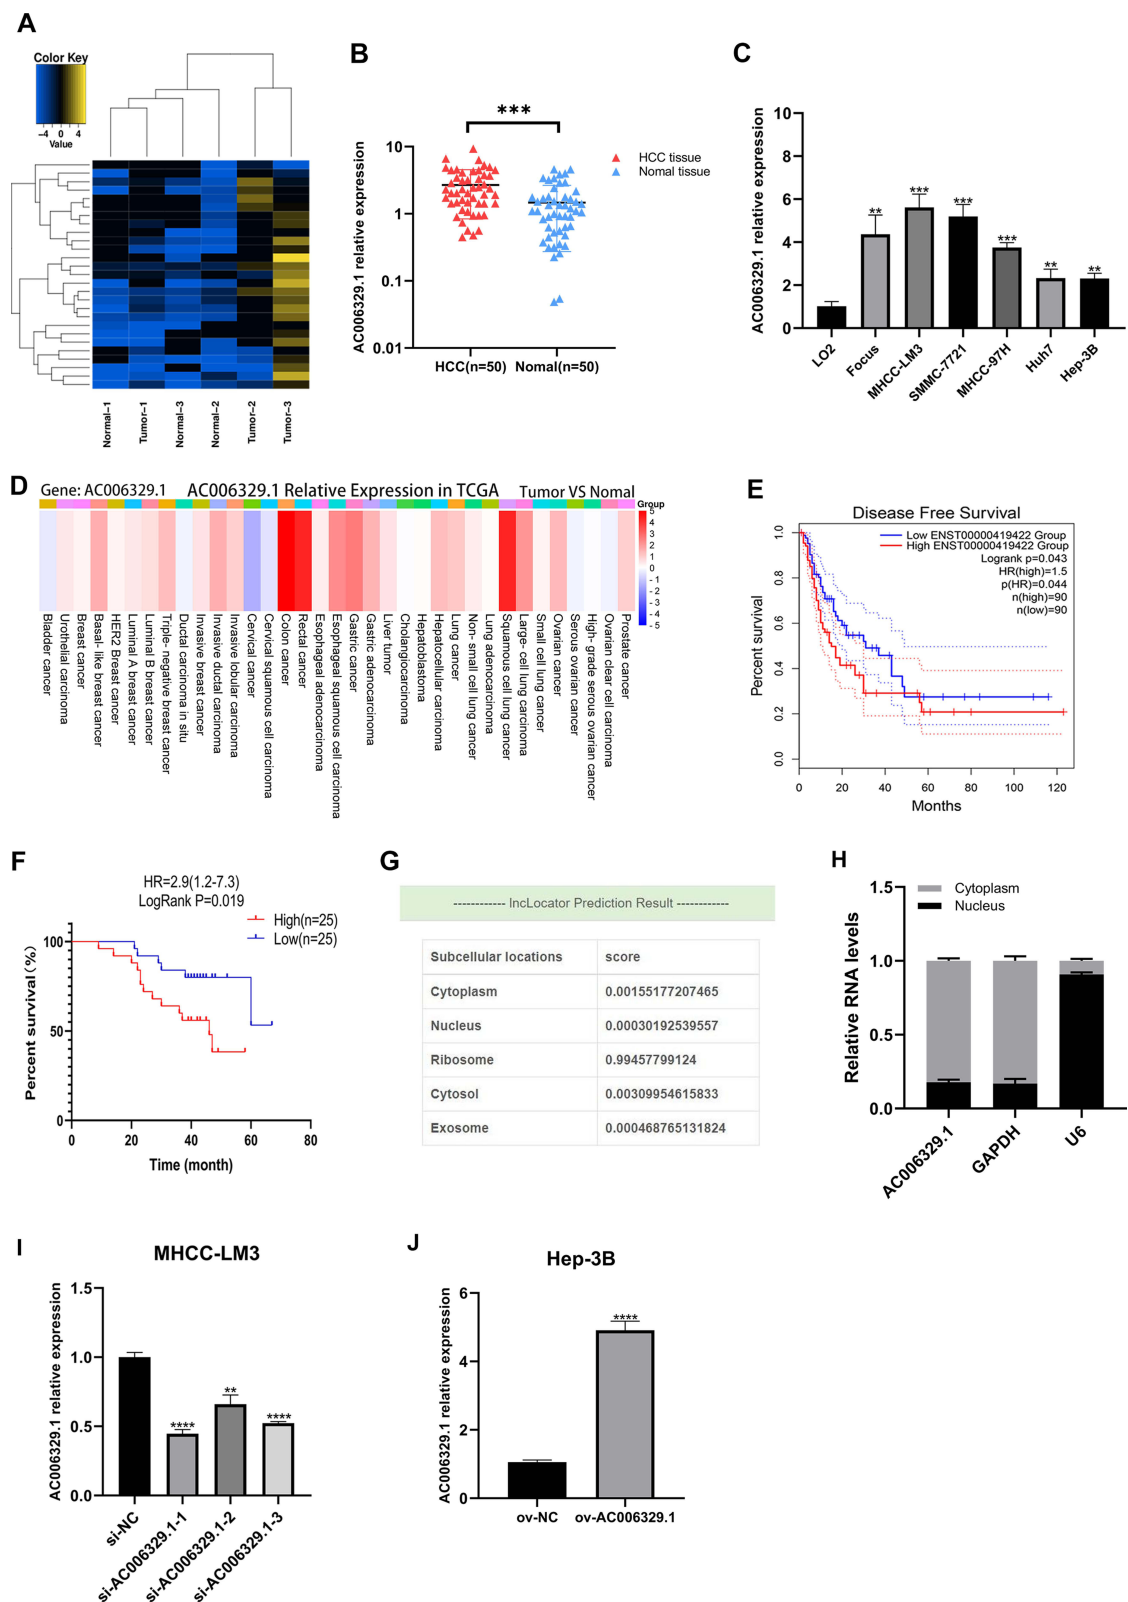 A
Color Key
−4 0 4
Value
Normal−1
Tumor−1
Normal−3
Normal−2
Tumor−2
Tumor−3
B
***
AC006329.1 relative expression
10
1
0.1
0.01
HCC(n=50)
Nomal(n=50)
HCC tissue
Nomal tissue
C
AC006329.1 relative expression
10
8
6
4
2
0
**
***
***
***
**
**
LO2
Focus
MHCC-LM3
SMMC-7721
MHCC-97H
Huh7
Hep-3B
D
Gene: AC006329.1
AC006329.1 Relative Expression in TCGA
Tumor VS Nomal
Group
5
4
3
2
1
0
-1
-2
-3
-4
-5
Bladder cancer
Urothelial carcinoma
Breast cancer
Basal- like breast cancer
HER2 Breast cancer
Luminal A breast cancer
Luminal B breast cancer
Triple- negative breast cancer
Ductal carcinoma in situ
Invasive breast cancer
Invasive ductal carcinoma
Invasive lobular carcinoma
Cervical cancer
Cervical squamous cell carcinoma
Colon cancer
Rectal cancer
Esophageal adenocarcinoma
Esophageal squamous cell carcinoma
Gastric cancer
Gastric adenocarcinoma
Liver tumor
Cholangiocarcinoma
Hepatoblastoma
Hepatocellular carcinoma
Lung cancer
Non- small cell lung cancer
Lung adenocarcinoma
Squamous cell lung cancer
Large- cell lung carcinoma
Small cell lung cancer
Ovarian cancer
Serous ovarian cancer
High- grade serous ovarian cancer
Ovarian clear cell carcinoma
Prostate cancer
E
Disease Free Survival
Low ENST00000419422 Group
High ENST00000419422 Group
Logrank p=0.043
HR(high)=1.5
p(HR)=0.044
n(high)=90
n(low)=90
Percent survival
1.0
0.8
0.6
0.4
0.2
0.0
0 20 40 60 80 100 120
Months
F
HR=2.9(1.2-7.3)
LogRank P=0.019
High(n=25)
Low(n=25)
Percent survival(%)
100
50
0
0 20 40 60 80
Time (month)
G
------------ lncLocator Prediction Result ------------
Subcellular locations score
Cytoplasm 0.00155177207465
Nucleus 0.00030192539557
Ribosome 0.99457799124
Cytosol 0.00309954615833
Exosome 0.000468765131824
H
Cytoplasm
Nucleus
Relative RNA levels
1.5
1.0
0.5
0.0
AC006329.1
GAPDH
U6
I
MHCC-LM3
AC006329.1 relative expression
1.5
1.0
0.5
0.0
****
**
****
si-NC
si-AC006329.1-1
si-AC006329.1-2
si-AC006329.1-3
J
Hep-3B
AC006329.1 relative expression
6
4
2
0
****
ov-NC
ov-AC006329.1